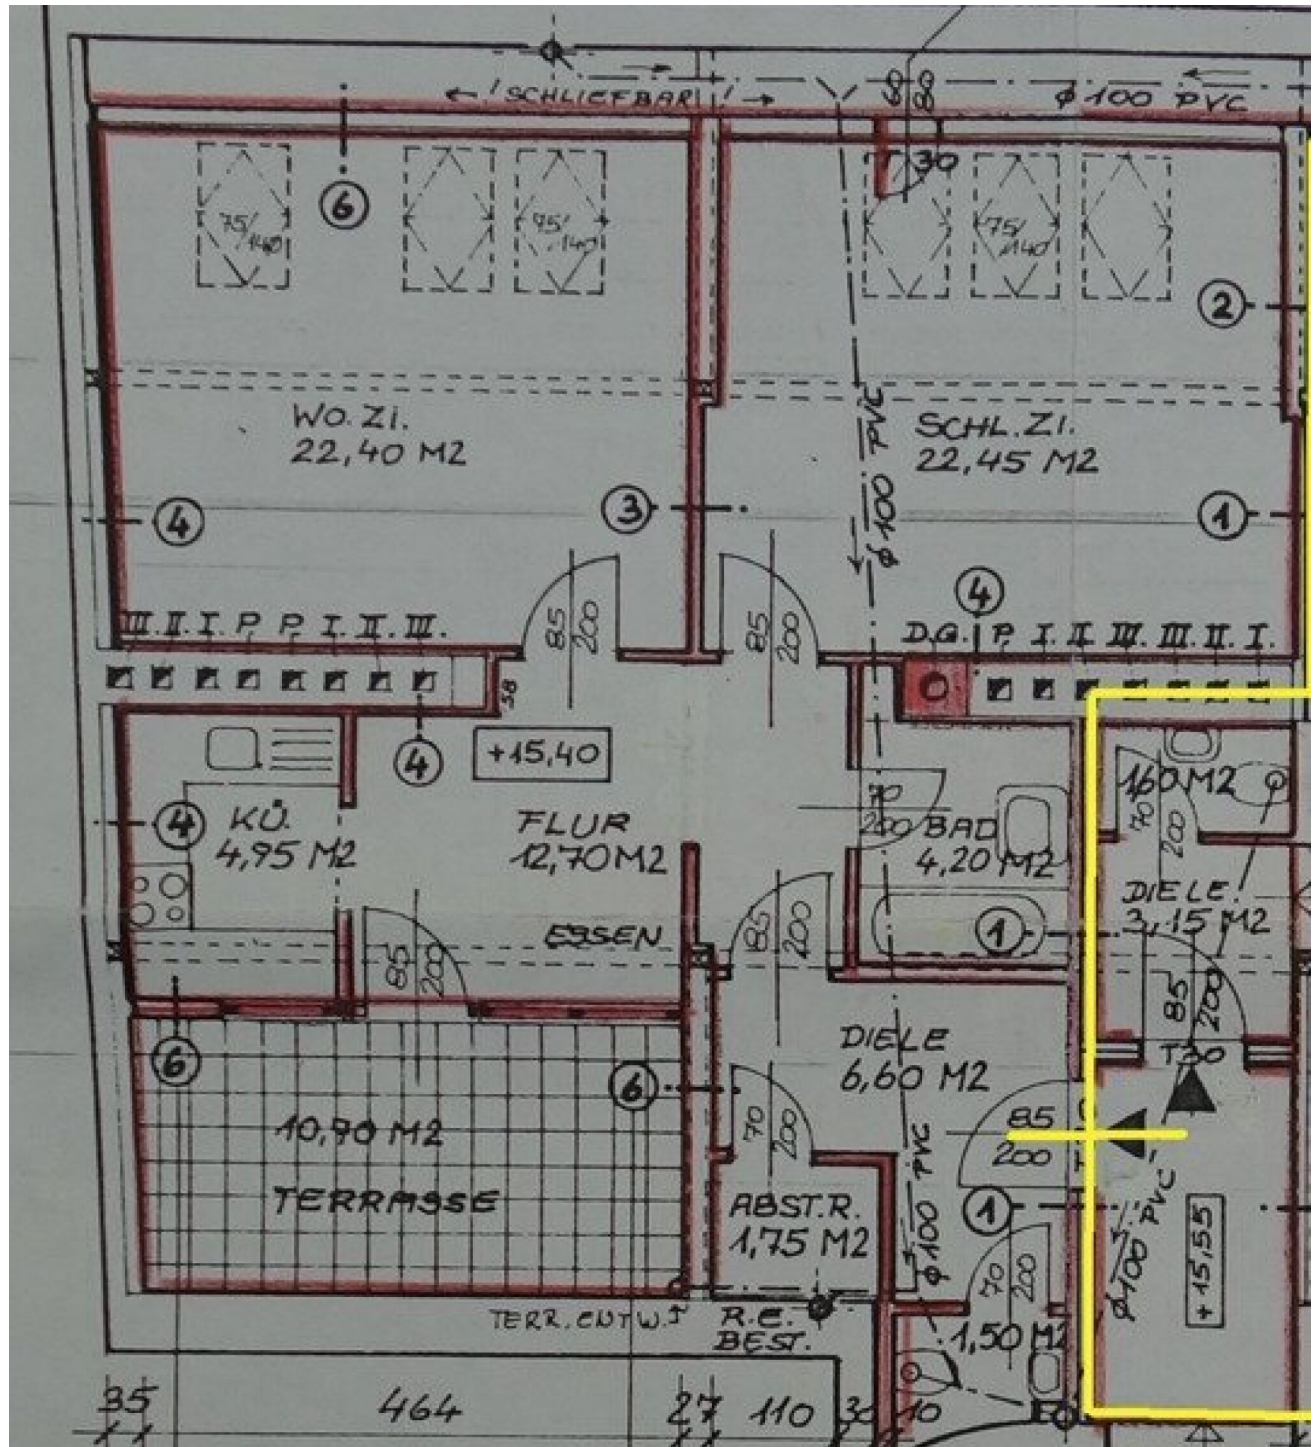 ← ! SCHLIEFBAR ! →
60
80
ϕ 100 PVC
T 30
75/140
75/140
75/140
6
2
WO. ZI.
22,40 M2
SCHL. ZI.
22,45 M2
ϕ 100 PVC
4
3
1
4
III. II. I. P. P. I. II. III.
85
200
85
200
D.G. P. I. II. III. III. II. I.
38
+15,40
4
4
KÜ.
4,95 M2
FLUR
12,70 M2
70
200
BAD
4,20 M2
1,60 M2
70
200
DIELE
3,15 M2
ESSEN
85
200
85
200
1
85
200
T30
6
6
DIELE
6,60 M2
10,90 M2
TERRASSE
70
200
85
200
ABST.R.
1,75 M2
ϕ 100 PVC
1
ϕ 100 PVC
+15,55
70
200
TERR. ENTW.
R.E.
BEST.
1,50 M2
35
464
27
110
30
10